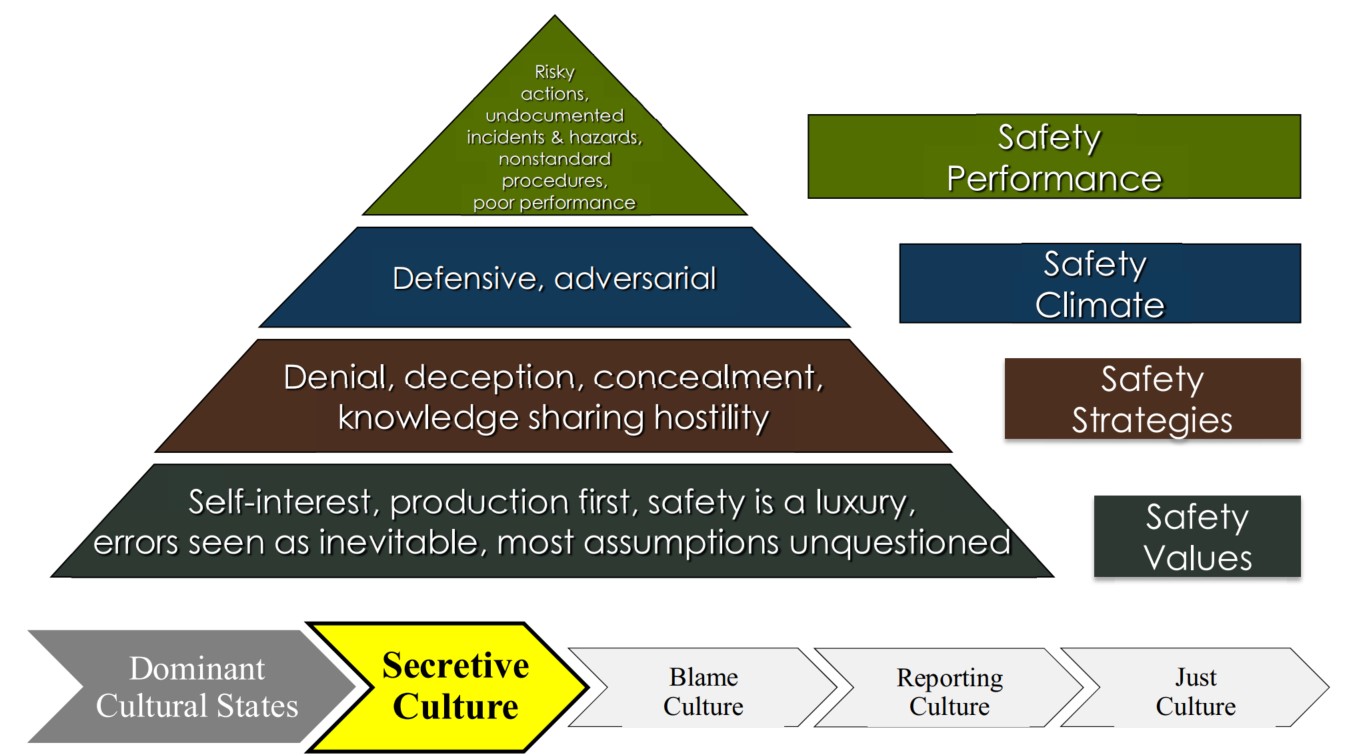 Risky
actions,
undocumented
incidents & hazards,
nonstandard
procedures,
poor performance
Safety
Performance
Defensive, adversarial
Safety
Climate
Denial, deception, concealment,
knowledge sharing hostility
Safety
Strategies
Self-interest, production first, safety is a luxury,
errors seen as inevitable, most assumptions unquestioned
Safety
Values
Dominant
Cultural States
Secretive
Culture
Blame
Culture
Reporting
Culture
Just
Culture